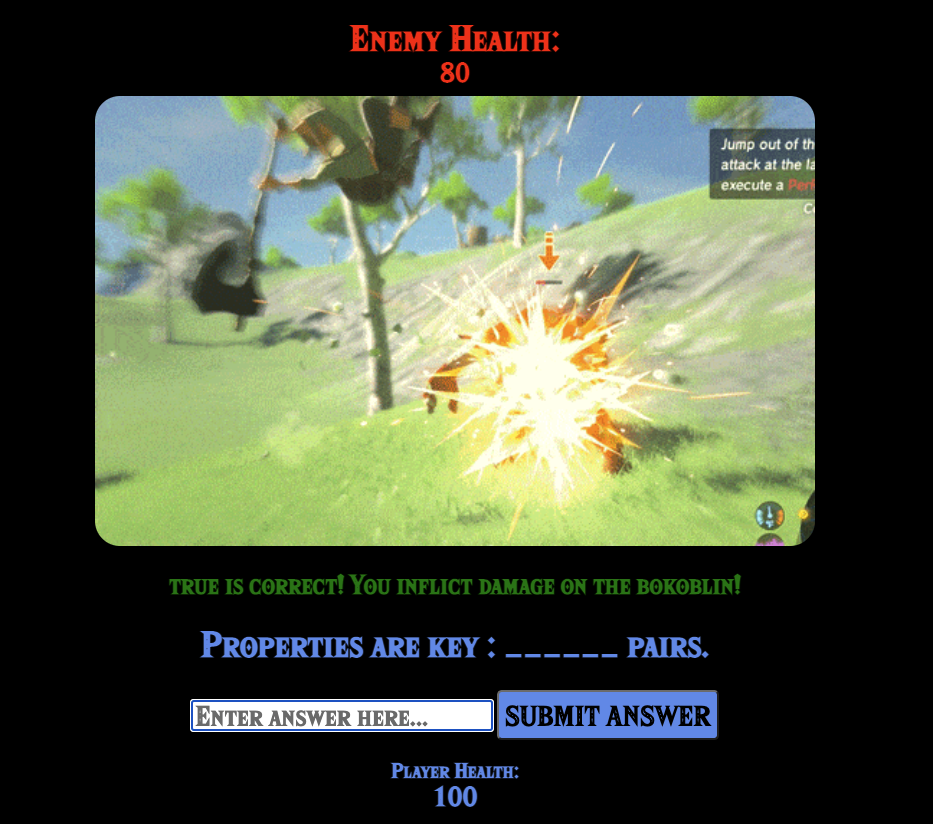 Enemy Health:
80
Jump out of th
attack at the la
execute a Perf
Co
true is correct! You inflict damage on the bokoblin!
Properties are key : ______ pairs.
Enter answer here...
SUBMIT ANSWER
Player Health:
100